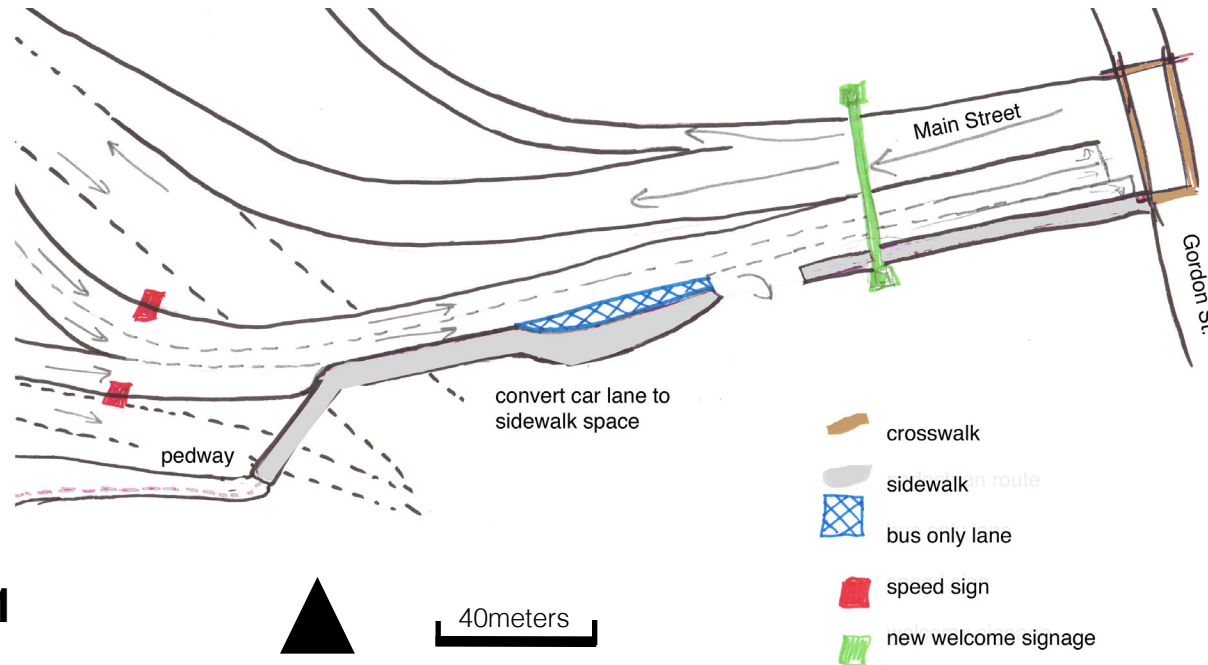 Main Street
Gordon St.
convert car lane to
sidewalk space
pedway
crosswalk
sidewalk
bus only lane
speed sign
new welcome signage
40meters